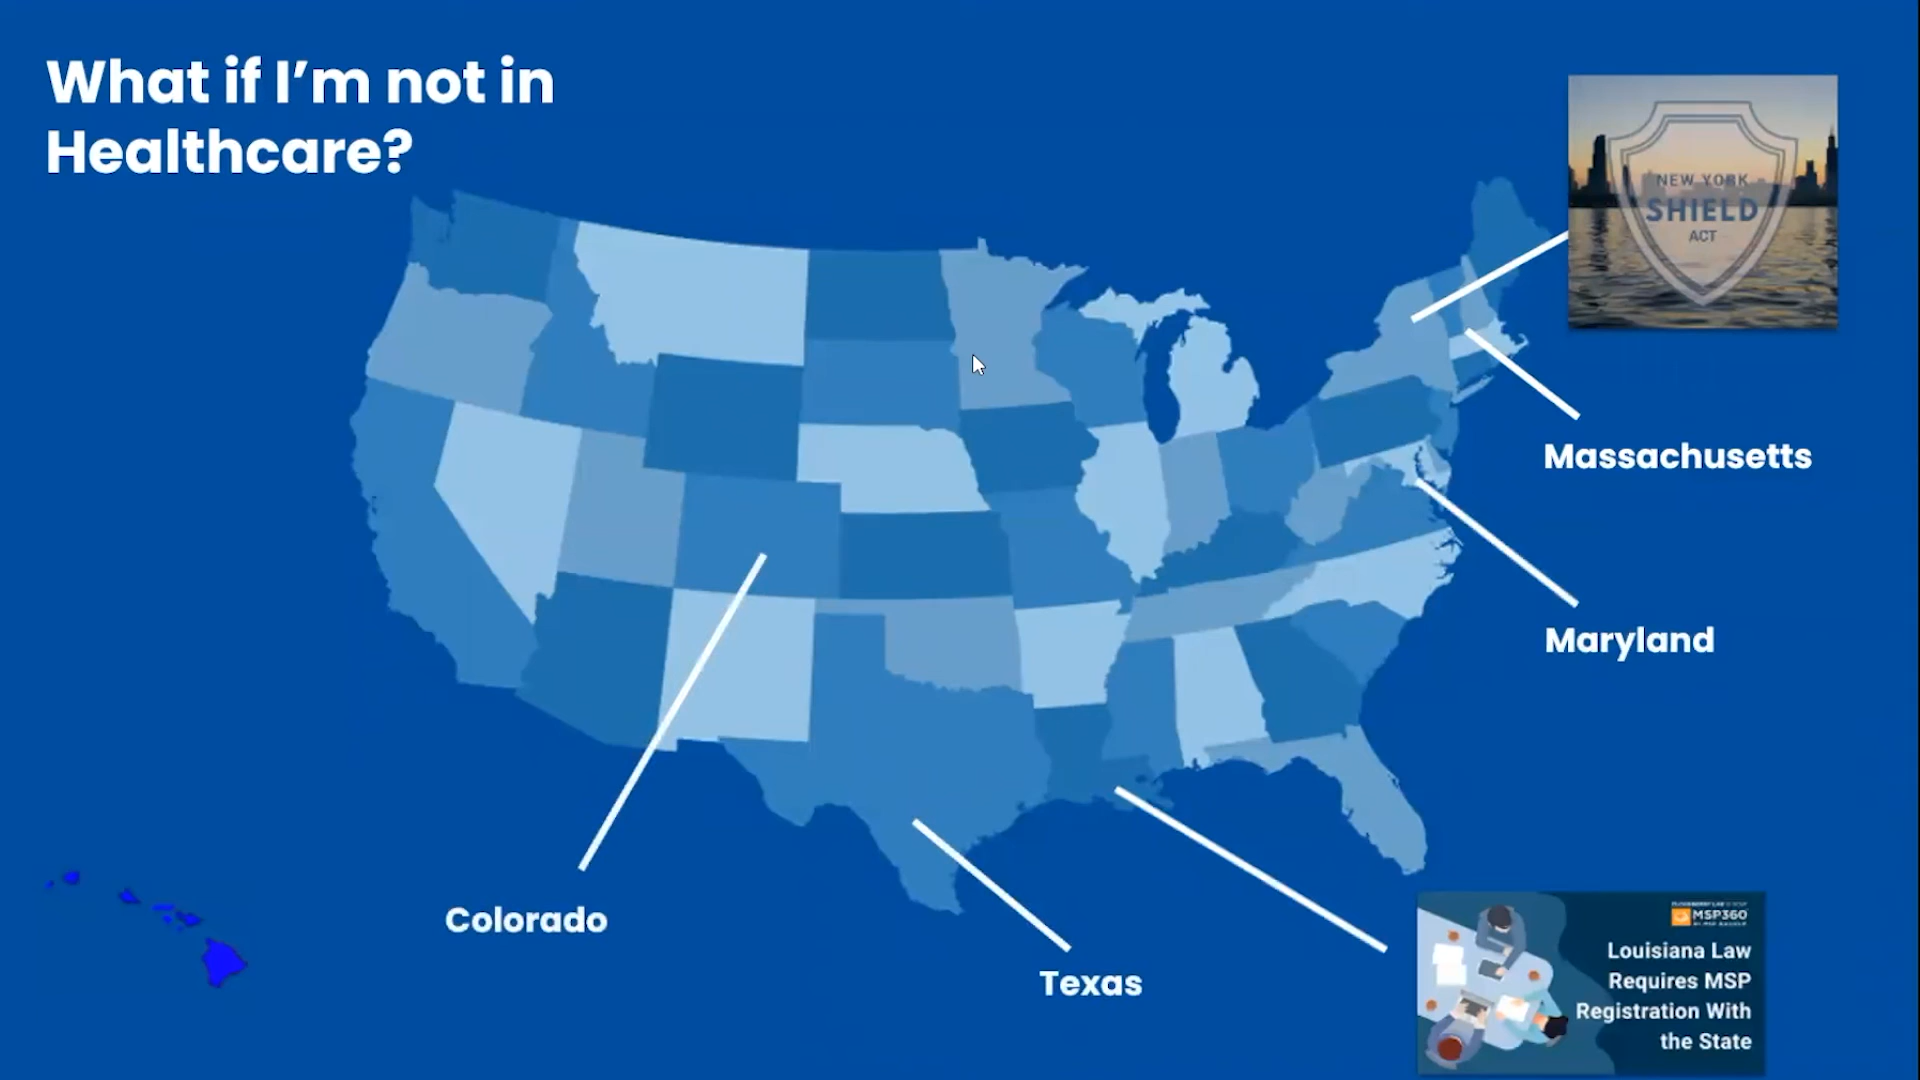 What if I’m not in
Healthcare?
NEW YORK
SHIELD
ACT
Massachusetts
Maryland
Colorado
Texas
MSP360
Louisiana Law
Requires MSP
Registration With
the State